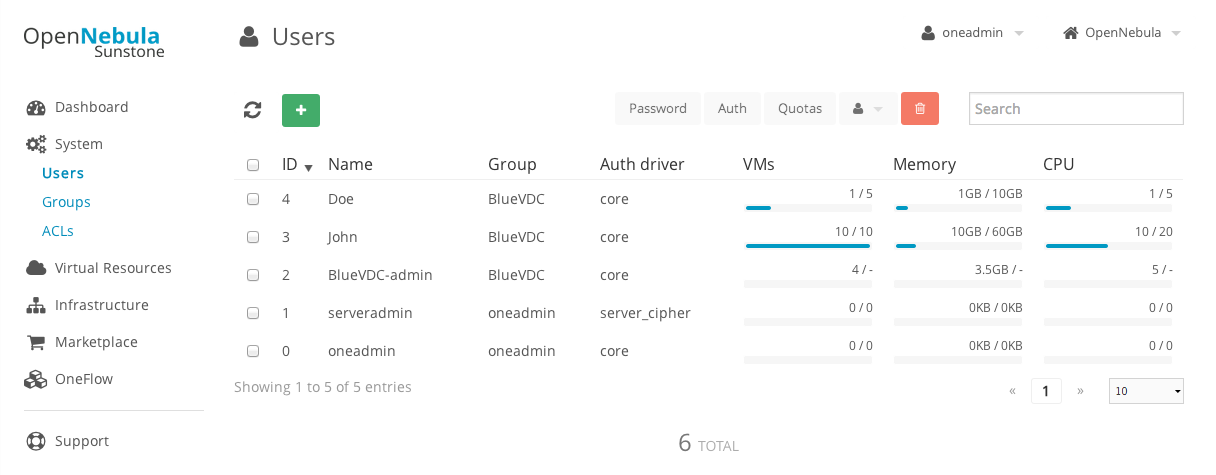 OpenNebula
Sunstone
Users
oneadmin
OpenNebula
Dashboard
System
Users
Groups
ACLs
Virtual Resources
Infrastructure
Marketplace
OneFlow
Support
Password Auth Quotas
Search
ID Name Group Auth driver VMs Memory CPU
4 Doe BlueVDC core 1 / 5 1GB / 10GB 1 / 5
3 John BlueVDC core 10 / 10 10GB / 60GB 10 / 20
2 BlueVDC-admin BlueVDC core 4 / - 3.5GB / - 5 / -
1 serveradmin oneadmin server_cipher 0 / 0 0KB / 0KB 0 / 0
0 oneadmin oneadmin core 0 / 0 0KB / 0KB 0 / 0
Showing 1 to 5 of 5 entries
« 1 » 10
6 TOTAL